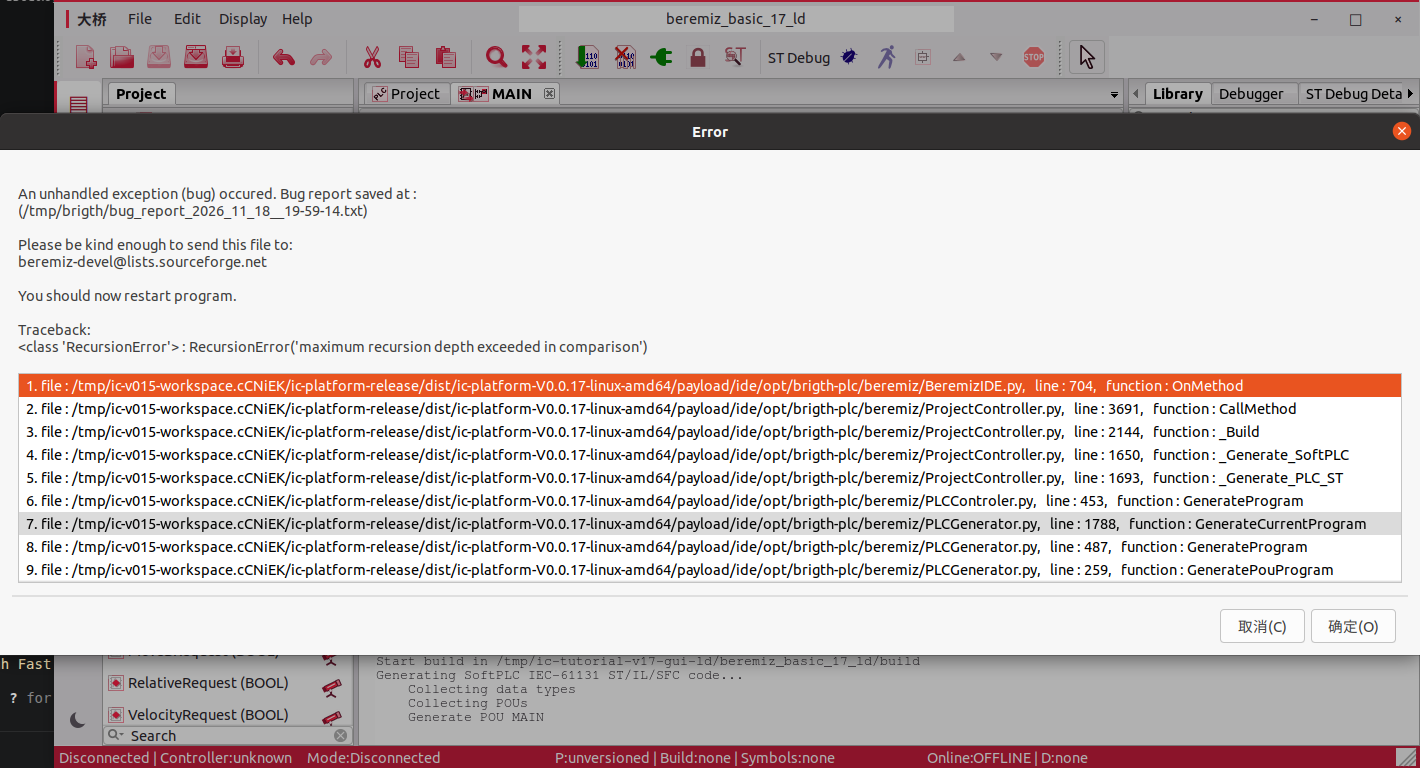 大桥 File Edit Display Help beremiz_basic_17_ld
ST Debug STOP
Project Project MAIN Library Debugger ST Debug Deta
Error
An unhandled exception (bug) occured. Bug report saved at :
(/tmp/brigth/bug_report_2026_11_18__19-59-14.txt)
Please be kind enough to send this file to:
beremiz-devel@lists.sourceforge.net
You should now restart program.
Traceback:
<class 'RecursionError'> : RecursionError('maximum recursion depth exceeded in comparison')
1. file : /tmp/ic-v015-workspace.cCNiEK/ic-platform-release/dist/ic-platform-V0.0.17-linux-amd64/payload/ide/opt/brigth-plc/beremiz/BeremizIDE.py, line : 704, function : OnMethod
2. file : /tmp/ic-v015-workspace.cCNiEK/ic-platform-release/dist/ic-platform-V0.0.17-linux-amd64/payload/ide/opt/brigth-plc/beremiz/ProjectController.py, line : 3691, function : CallMethod
3. file : /tmp/ic-v015-workspace.cCNiEK/ic-platform-release/dist/ic-platform-V0.0.17-linux-amd64/payload/ide/opt/brigth-plc/beremiz/ProjectController.py, line : 2144, function : _Build
4. file : /tmp/ic-v015-workspace.cCNiEK/ic-platform-release/dist/ic-platform-V0.0.17-linux-amd64/payload/ide/opt/brigth-plc/beremiz/ProjectController.py, line : 1650, function : _Generate_SoftPLC
5. file : /tmp/ic-v015-workspace.cCNiEK/ic-platform-release/dist/ic-platform-V0.0.17-linux-amd64/payload/ide/opt/brigth-plc/beremiz/ProjectController.py, line : 1693, function : _Generate_PLC_ST
6. file : /tmp/ic-v015-workspace.cCNiEK/ic-platform-release/dist/ic-platform-V0.0.17-linux-amd64/payload/ide/opt/brigth-plc/beremiz/PLCControler.py, line : 453, function : GenerateProgram
7. file : /tmp/ic-v015-workspace.cCNiEK/ic-platform-release/dist/ic-platform-V0.0.17-linux-amd64/payload/ide/opt/brigth-plc/beremiz/PLCGenerator.py, line : 1788, function : GenerateCurrentProgram
8. file : /tmp/ic-v015-workspace.cCNiEK/ic-platform-release/dist/ic-platform-V0.0.17-linux-amd64/payload/ide/opt/brigth-plc/beremiz/PLCGenerator.py, line : 487, function : GenerateProgram
9. file : /tmp/ic-v015-workspace.cCNiEK/ic-platform-release/dist/ic-platform-V0.0.17-linux-amd64/payload/ide/opt/brigth-plc/beremiz/PLCGenerator.py, line : 259, function : GeneratePouProgram
取消(C) 确定(O)
h Fast
? for
RelativeRequest (BOOL)
VelocityRequest (BOOL)
Search
Start build in /tmp/ic-tutorial-v17-gui-ld/beremiz_basic_17_ld/build
Generating SoftPLC IEC-61131 ST/IL/SFC code...
Collecting data types
Collecting POUs
Generate POU MAIN
Disconnected | Controller:unknown Mode:Disconnected P:unversioned | Build:none | Symbols:none Online:OFFLINE | D:none